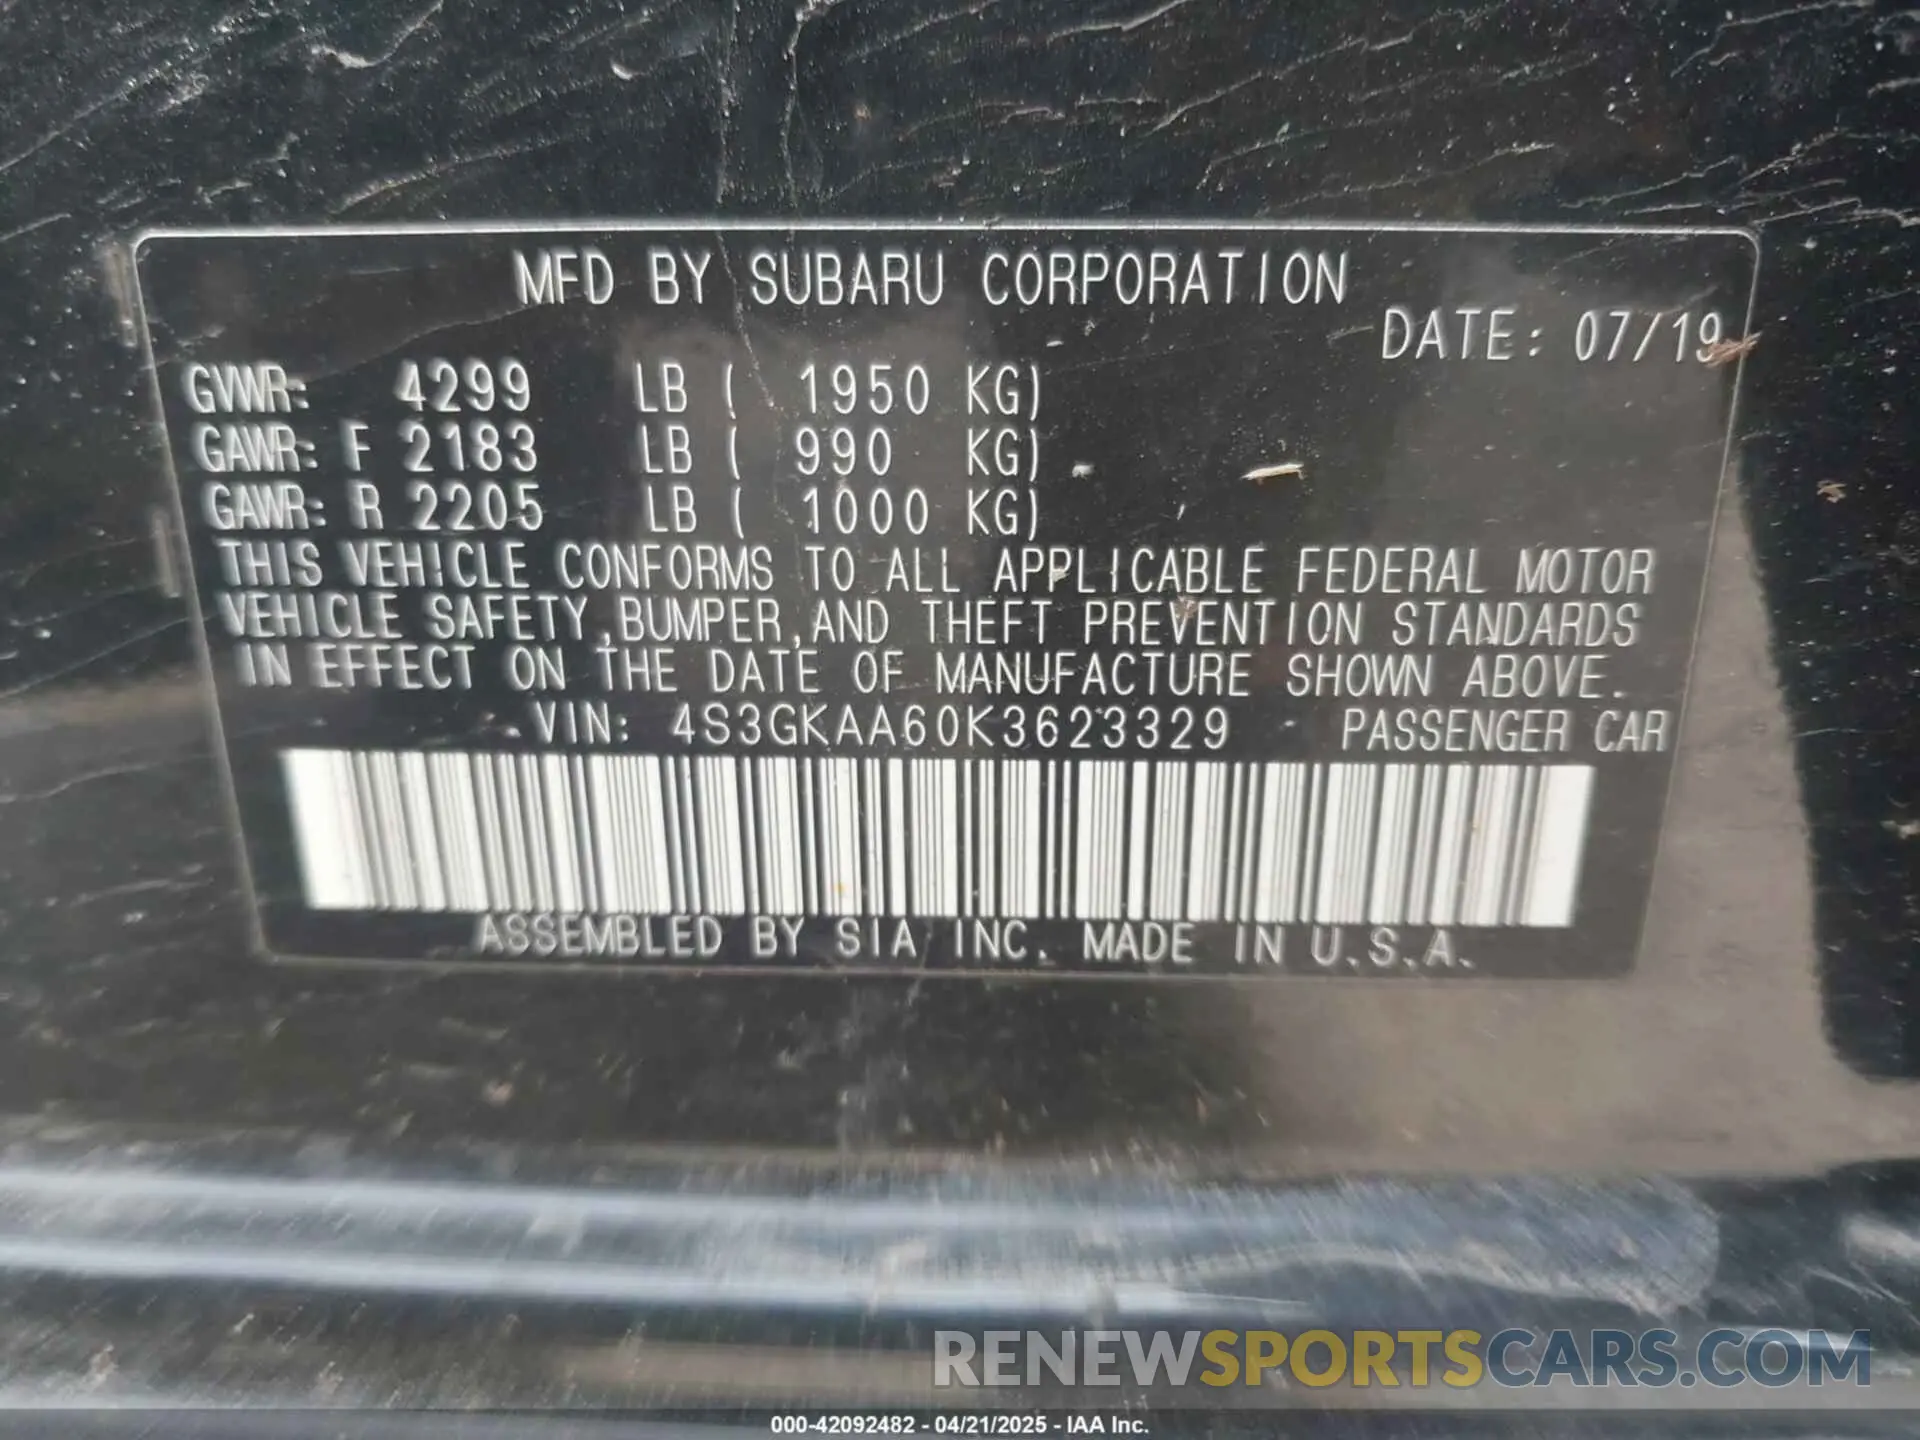 MFD BY SUBARU CORPORATION
DATE: 07/19
GVWR: 4299 LB ( 1950 KG)
GAWR: F 2183 LB ( 990 KG)
GAWR: R 2205 LB ( 1000 KG)
THIS VEHICLE CONFORMS TO ALL APPLICABLE FEDERAL MOTOR
VEHICLE SAFETY,BUMPER,AND THEFT PREVENTION STANDARDS
IN EFFECT ON THE DATE OF MANUFACTURE SHOWN ABOVE.
VIN: 4S3GKAA60K3623329 PASSENGER CAR
ASSEMBLED BY SIA INC. MADE IN U.S.A.
RENEWSPORTSCARS.COM
000-42092482 - 04/21/2025 - IAA Inc.